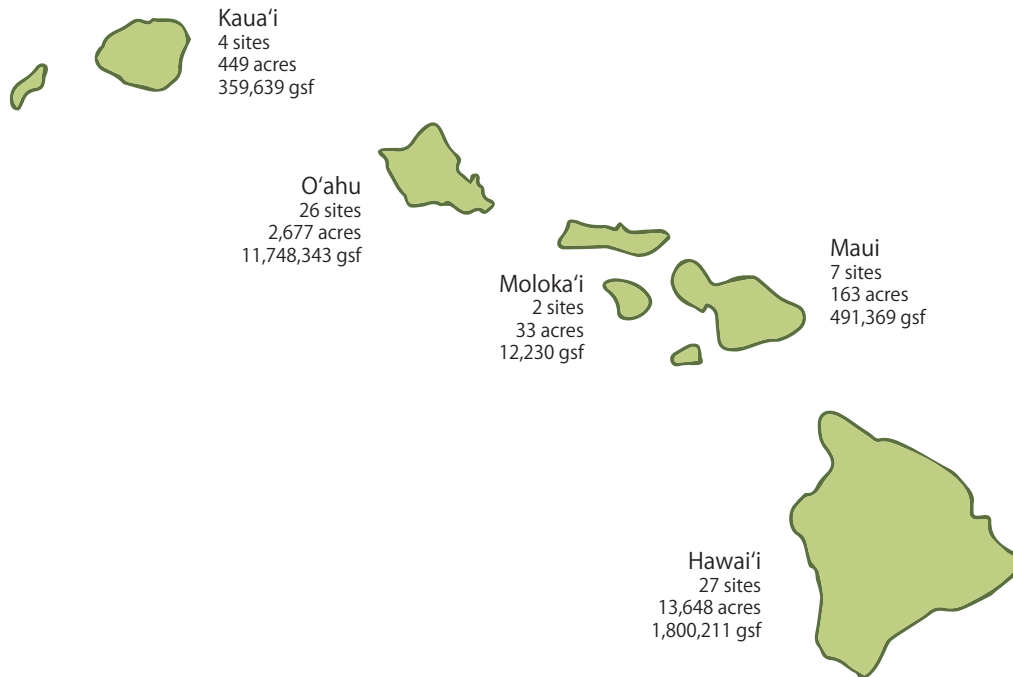 Kaua‘i
4 sites
449 acres
359,639 gsf
O‘ahu
26 sites
2,677 acres
11,748,343 gsf
Moloka‘i
2 sites
33 acres
12,230 gsf
Maui
7 sites
163 acres
491,369 gsf
Hawai‘i
27 sites
13,648 acres
1,800,211 gsf